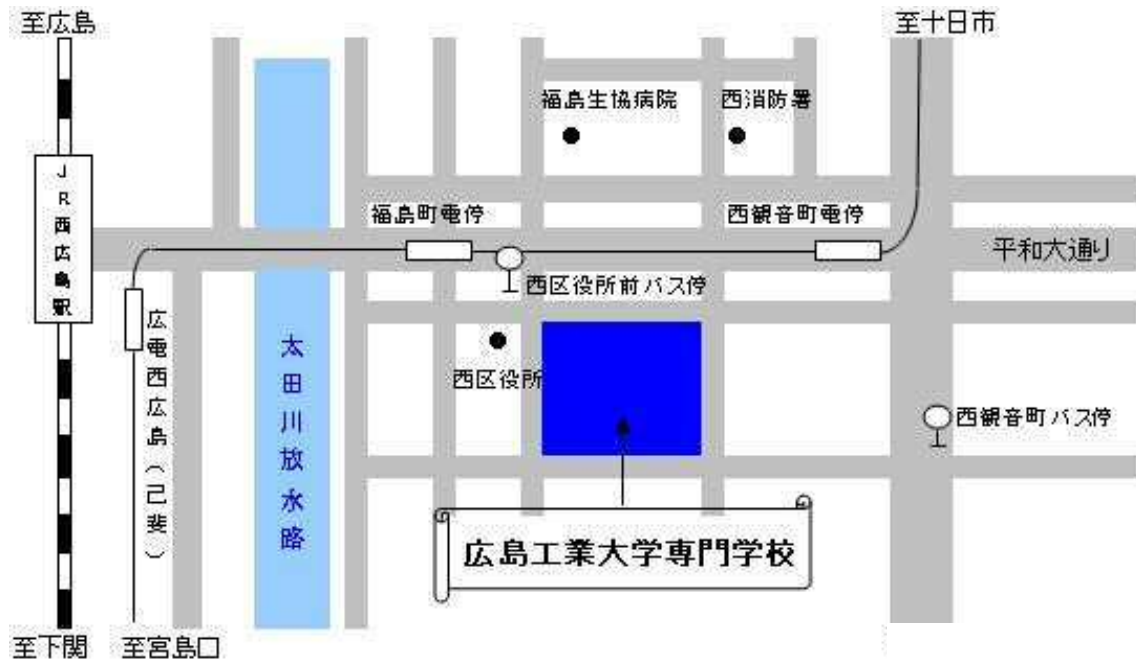 至広島
至十日市
福島生協病院
西消防署
JR西広島駅
福島町電停
西観音町電停
平和大通り
西区役所前バス停
広電西広島(己斐)
太田川放水路
西区役所
西観音町バス停
広島工業大学専門学校
至下関
至宮島口